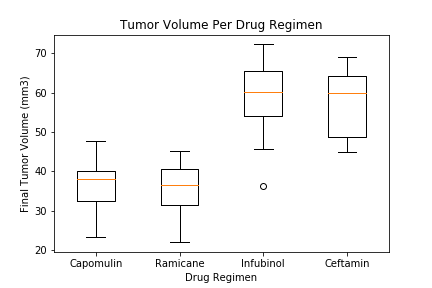 Tumor Volume Per Drug Regimen
Final Tumor Volume (mm3)
70
60
50
40
30
20
Capomulin Ramicane Infubinol Ceftamin
Drug Regimen